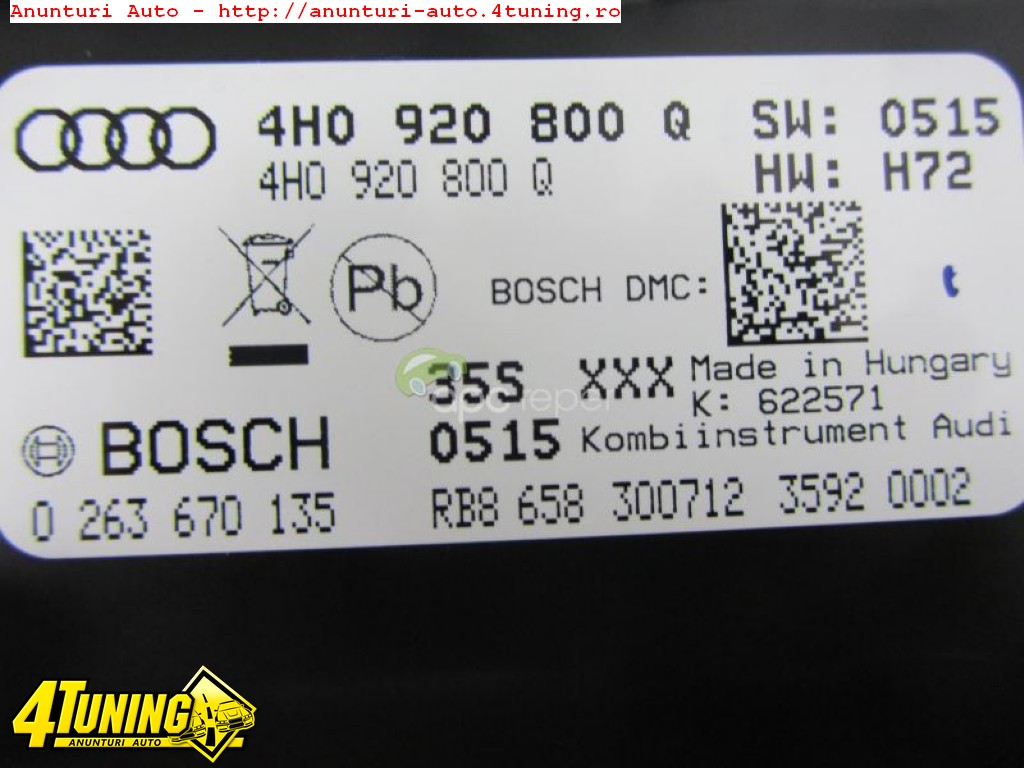 Anunturi Auto - http://anunturi-auto.4tuning.ro
4H0 920 800 Q SW: 0515
4H0 920 800 Q HW: H72
Pb
BOSCH DMC:
35S XXX Made in Hungary
K: 622571
BOSCH 0515 Kombiinstrument Audi
0 263 670 135 RB8 658 300712 3592 0002
4TUNING
ANUNTURI AUTO